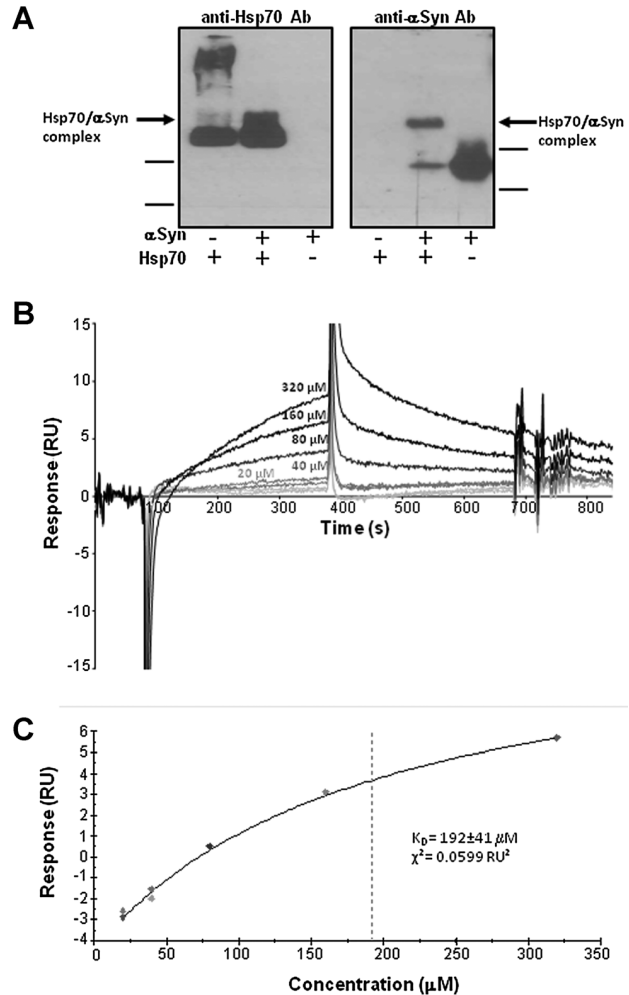 A
anti-Hsp70 Ab
anti-αSyn Ab
Hsp70/αSyn
complex
Hsp70/αSyn
complex
αSyn - + + - + +
Hsp70 + + - + + -
B
15
10
5
0
-5
-10
-15
Response (RU)
320 μM
160 μM
80 μM
20 μM
40 μM
100 200 300 400 500 600 700 800
Time (s)
C
6
5
4
3
2
1
0
-1
-2
-3
-4
Response (RU)
K_D = 192±41 μM
χ² = 0.0599 RU²
0 50 100 150 200 250 300 350
Concentration (μM)